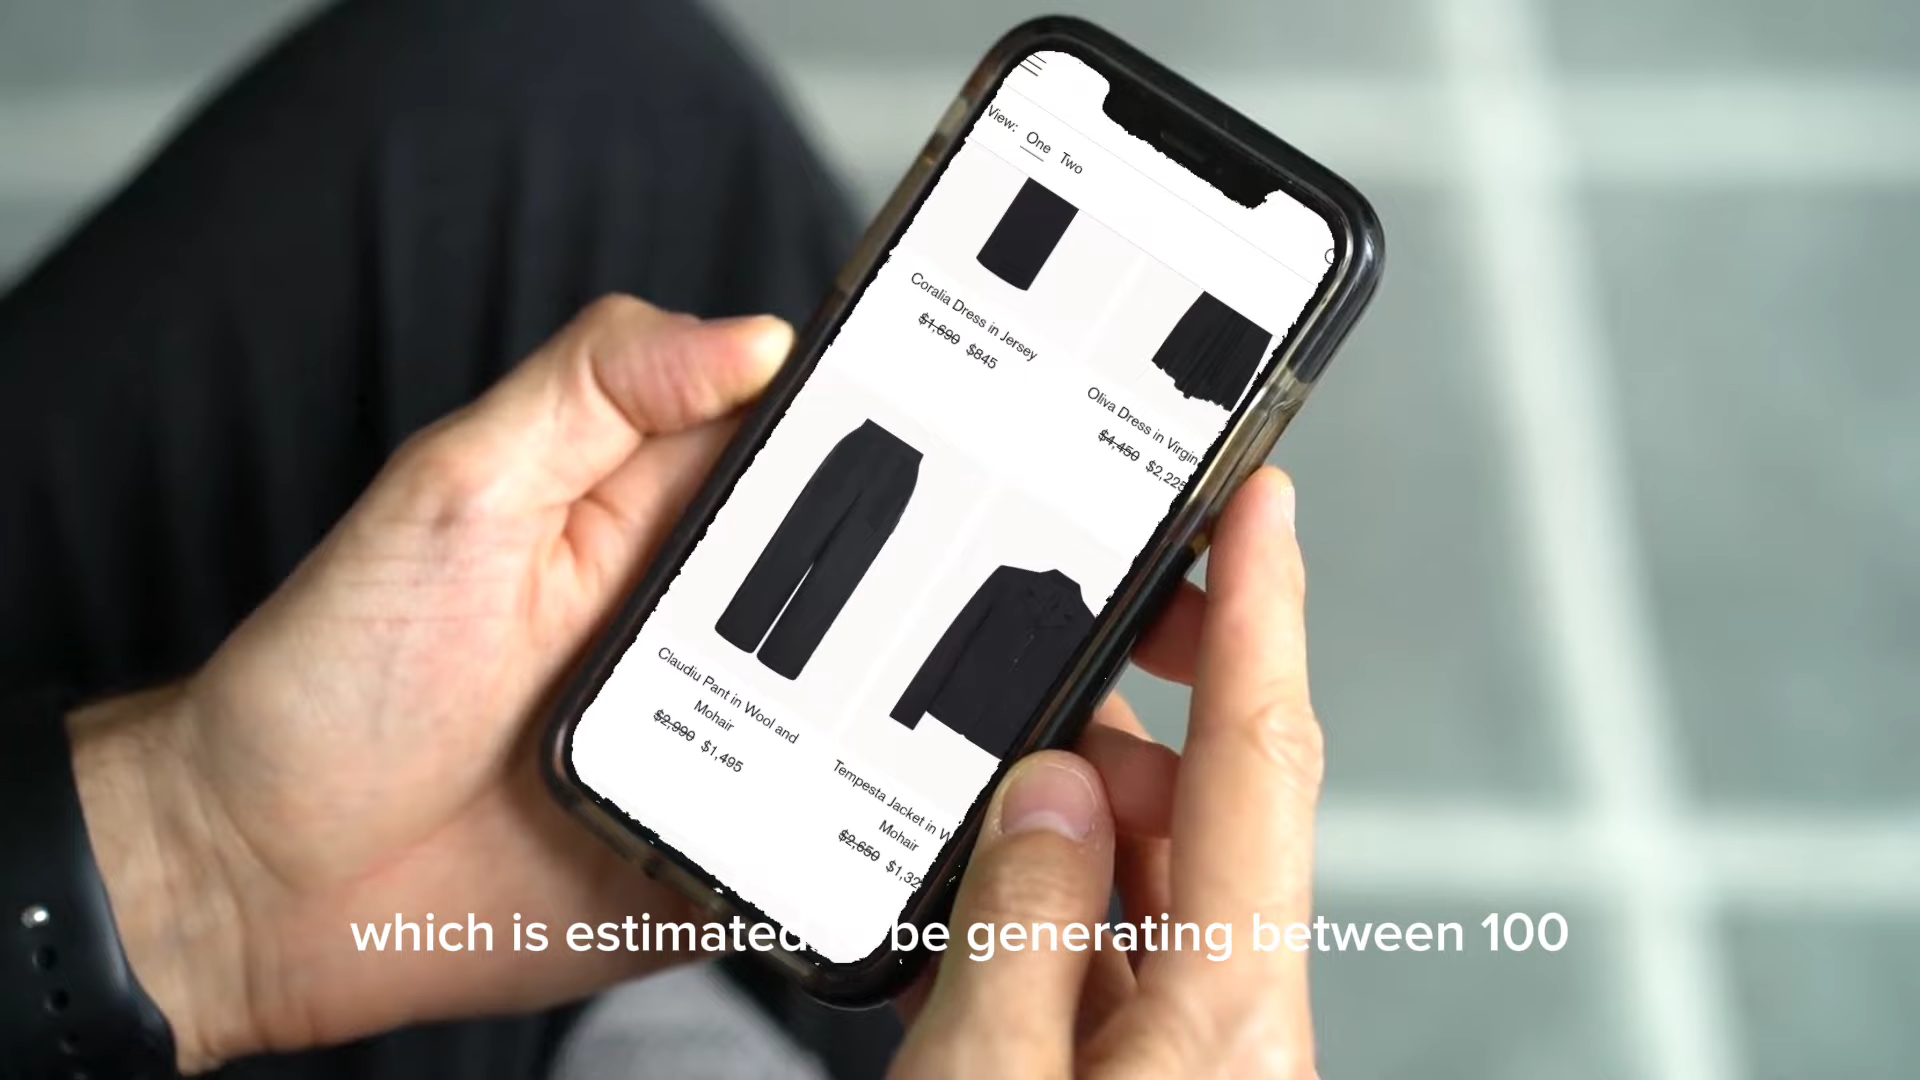 View: One Two
Coralia Dress in Jersey
$1,690 $845
Oliva Dress in Virgin
$4,450 $2,225
Claudiu Pant in Wool and
Mohair
$2,990 $1,495
Tempesta Jacket in W
Mohair
$2,650 $1,32
which is estimated be generating between 100